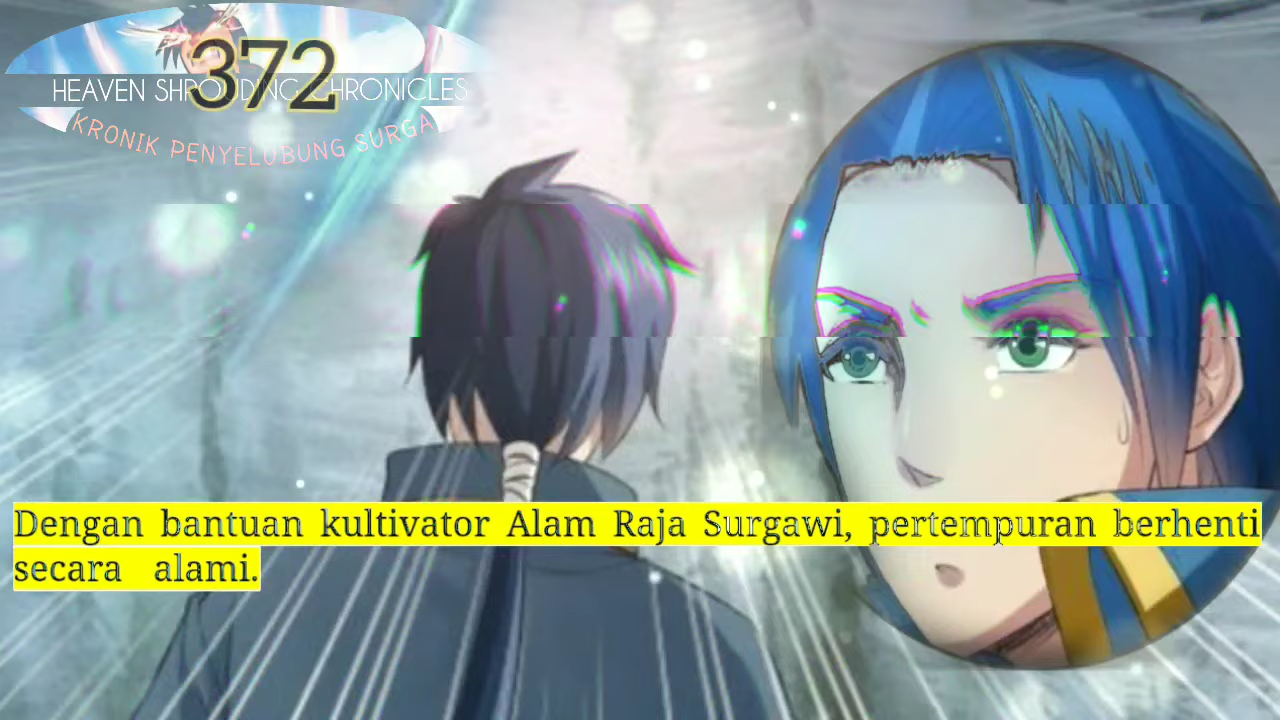 372
HEAVEN SHROUDING CHRONICLES
KRONIK PENYELUBUNG SURGA
Dengan bantuan kultivator Alam Raja Surgawi, pertempuran berhenti
secara alami.